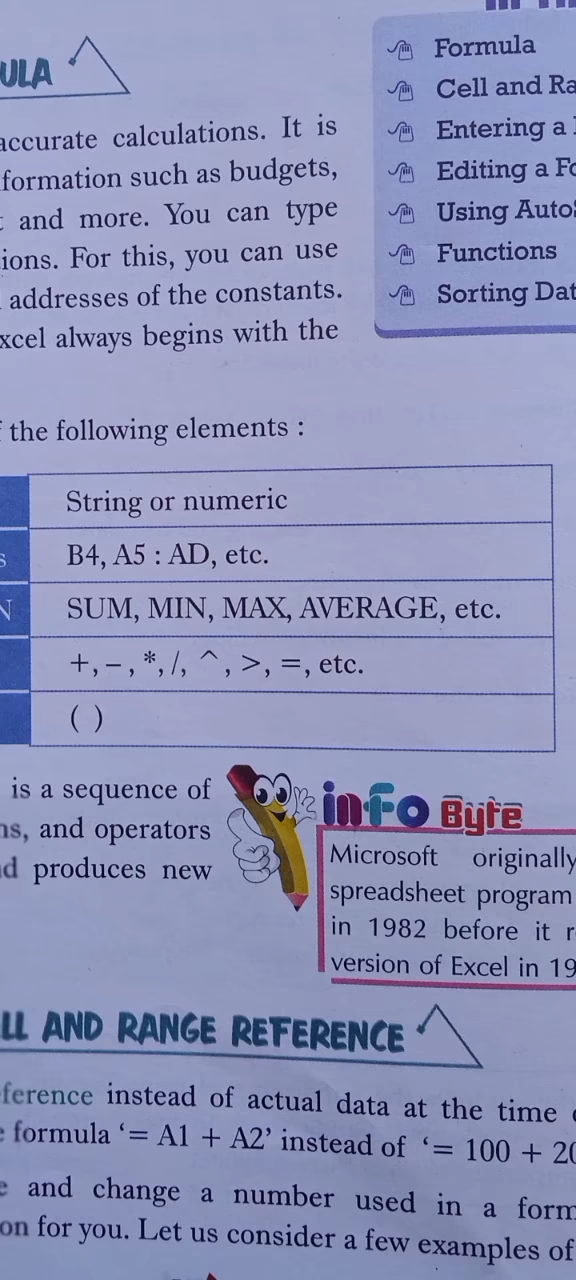 ULA
accurate calculations. It is
formation such as budgets,
and more. You can type
ions. For this, you can use
addresses of the constants.
xcel always begins with the
Formula
Cell and Ra
Entering a
Editing a Fo
Using Auto
Functions
Sorting Dat
the following elements :
String or numeric
s B4, A5 : AD, etc.
N SUM, MIN, MAX, AVERAGE, etc.
+, – , *, /, ^ , >, =, etc.
( )
is a sequence of
ns, and operators
d produces new
info Byte
Microsoft originally
spreadsheet program
in 1982 before it r
version of Excel in 19
LL AND RANGE REFERENCE
ference instead of actual data at the time
formula ‘= A1 + A2’ instead of ‘= 100 + 20
e and change a number used in a form
on for you. Let us consider a few examples of